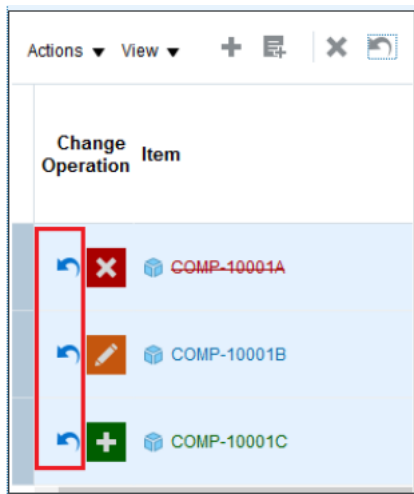 Actions View
Change Operation Item
COMP-10001A
COMP-10001B
COMP-10001C